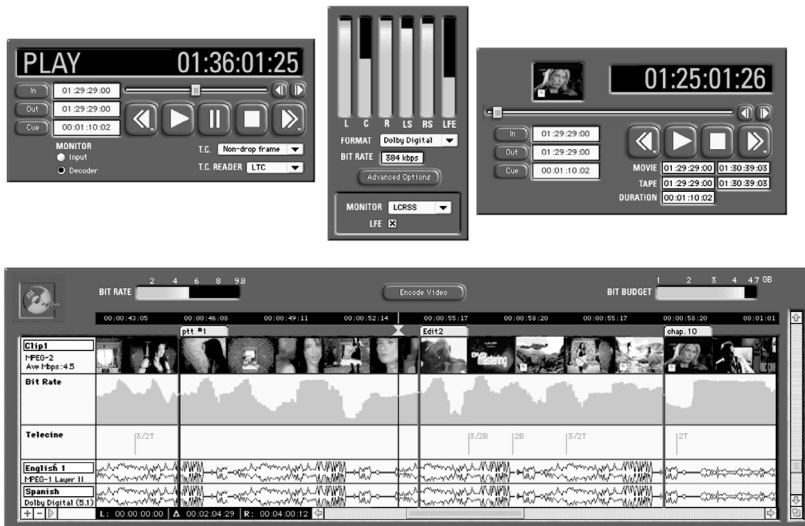 PLAY 01:36:01:25
In 01:29:29:00
Out 01:29:29:00
Cue 00:01:10:02
MONITOR
Input
Decoder
T.C. Non-drop frame
T.C. READER LTC
L C R LS RS LFE
FORMAT Dolby Digital
BIT RATE 384 kbps
Advanced Options
MONITOR LCRSS
LFE
01:25:01:26
In 01:29:29:00
Out 01:29:29:00
Cue 00:01:10:02
MOVIE 01:29:29:00 01:30:39:03
TAPE 01:29:29:00 01:30:39:03
DURATION 00:01:10:02
BIT RATE 2 4 6 8 9.8
Encode Video
BIT BUDGET 1 2 3 4 4.7 GB
00:00:43:05 00:00:46:08 00:00:49:11 00:00:52:14 00:00:55:17 00:00:58:20 00:00:55:17 00:00:58:20 00:01:01
ptt #1 Edit2 chap. 10
Clip1
MPEG-2
Ave Mbps: 4.5
DVD Mastering
Bit Rate
Telecine
3/2T 3/2B 2B 3/2T 2T
English 1
MPEG-1 Layer II
Spanish
Dolby Digital (5.1)
L: 00:00:00:00 Δ 00:02:04:29 R: 00:04:00:12